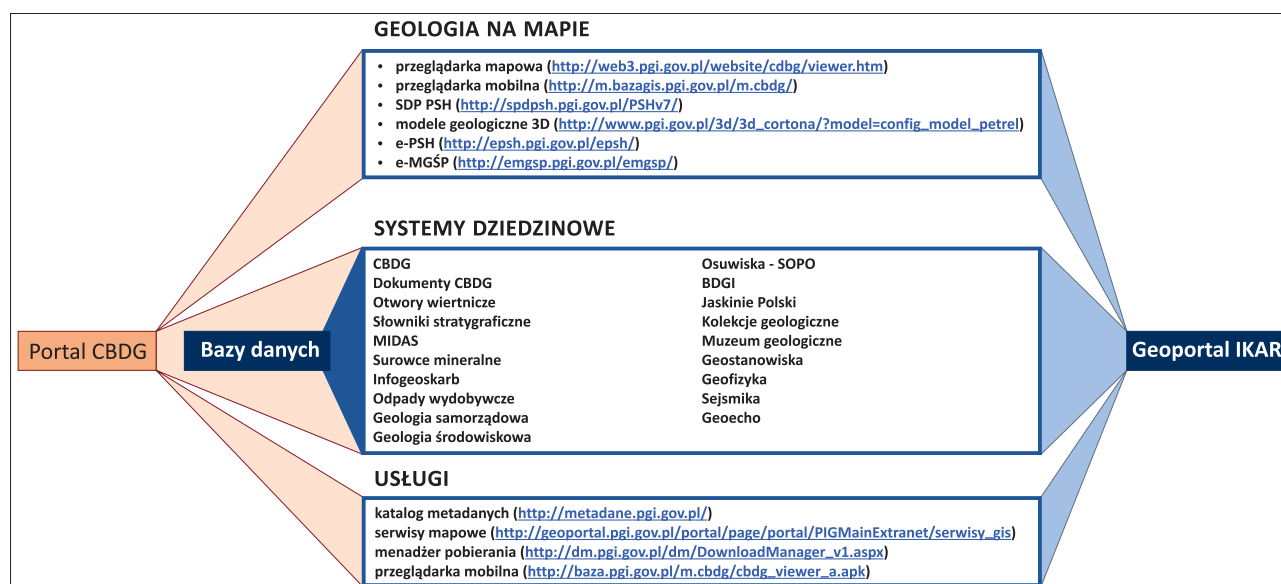 GEOLOGIA NA MAPIE
• przeglądarka mapowa (http://web3.pgi.gov.pl/website/cdbg/viewer.htm)
• przeglądarka mobilna (http://m.bazagis.pgi.gov.pl/m.cbdg/)
• SDP PSH (http://spdpsh.pgi.gov.pl/PSHv7/)
• modele geologiczne 3D (http://www.pgi.gov.pl/3d/3d_cortona/?model=config_model_petrel)
• e-PSH (http://epsh.pgi.gov.pl/epsh/)
• e-MGŚP (http://emgsp.pgi.gov.pl/emgsp/)
SYSTEMY DZIEDZINOWE
Portal CBDG
Bazy danych
CBDG
Dokumenty CBDG
Otwory wiertnicze
Słowniki stratygraficzne
MIDAS
Surowce mineralne
Infogeoskarb
Odpady wydobywcze
Geologia samorządowa
Geologia środowiskowa
Osuwiska - SOPO
BDGI
Jaskinie Polski
Kolekcje geologiczne
Muzeum geologiczne
Geostanowiska
Geofizyka
Sejsmika
Geoecho
Geoportal IKAR
USŁUGI
katalog metadanych (http://metadane.pgi.gov.pl/)
serwisy mapowe (http://geoportal.pgi.gov.pl/portal/page/portal/PIGMainExtranet/serwisy_gis)
menadżer pobierania (http://dm.pgi.gov.pl/dm/DownloadManager_v1.aspx)
przeglądarka mobilna (http://baza.pgi.gov.pl/m.cbdg/cbdg_viewer_a.apk)